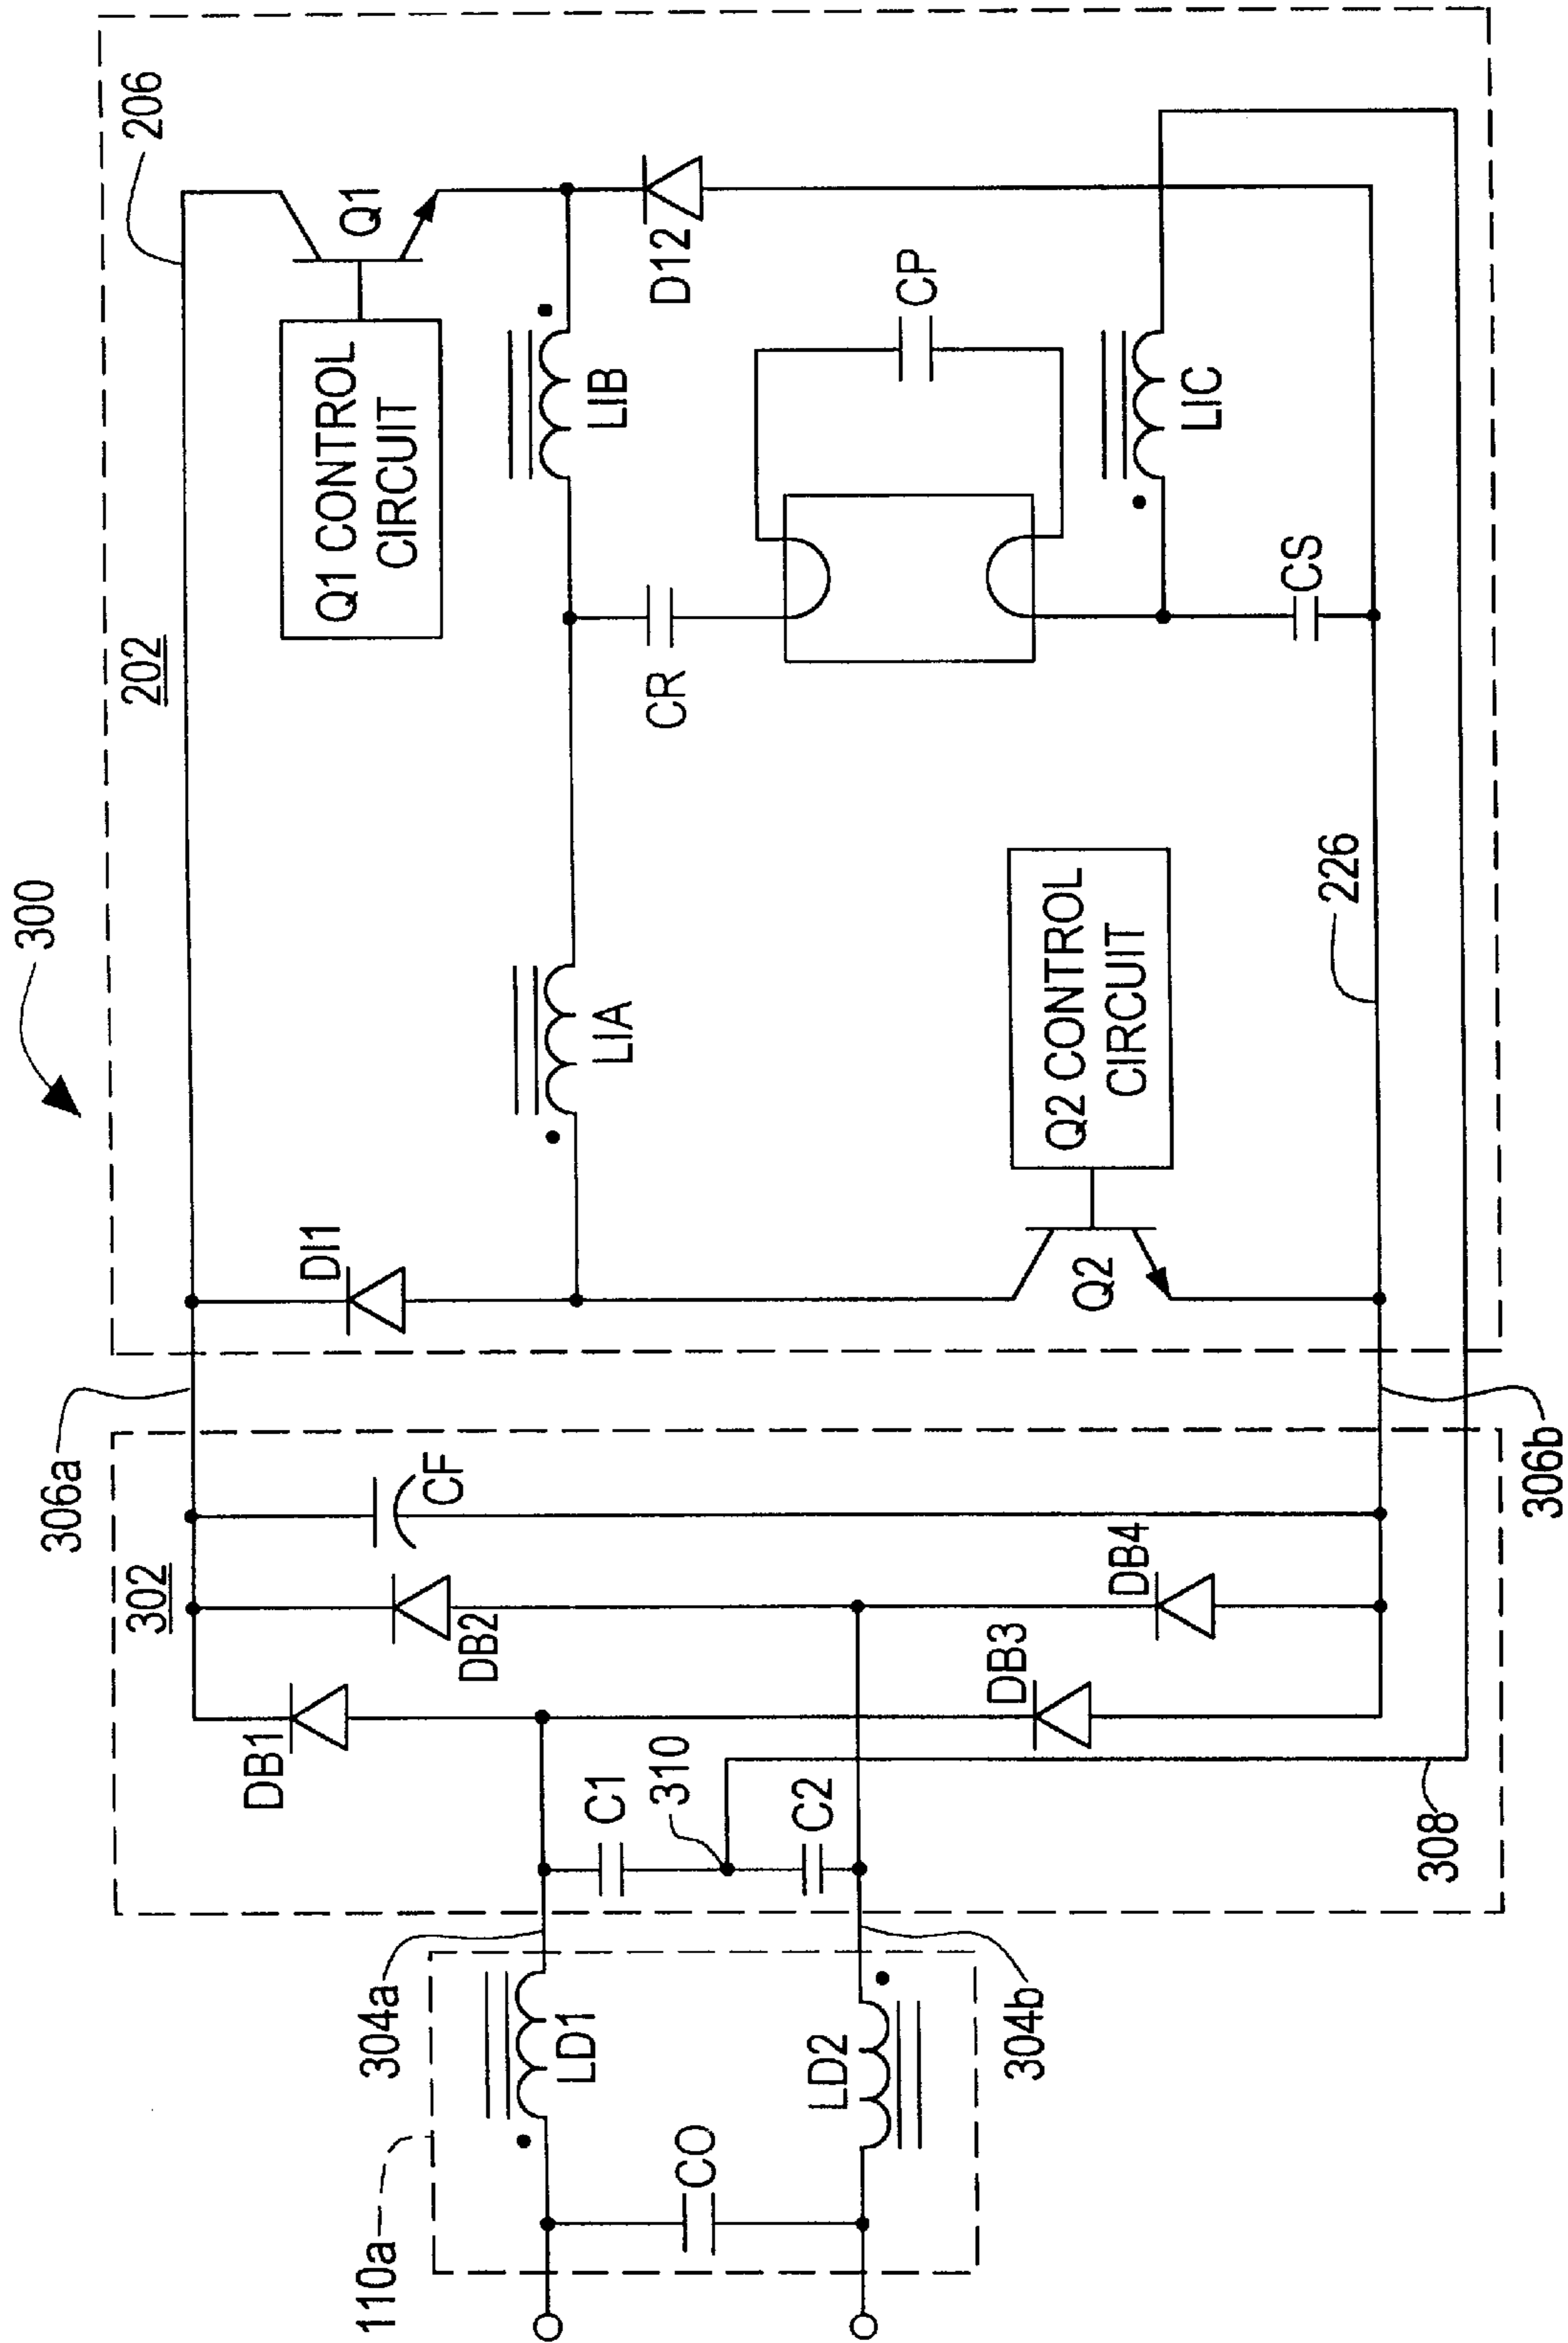 300
306a
302
202
206
DB1
DB2
CF
DI1
Q1 CONTROL
CIRCUIT
Q1
110a
304a
LD1
C1
310
LIA
LIB
D12
CR
CP
CO
LD2
C2
DB3
DB4
Q2
Q2 CONTROL
CIRCUIT
LIC
CS
304b
308
306b
226